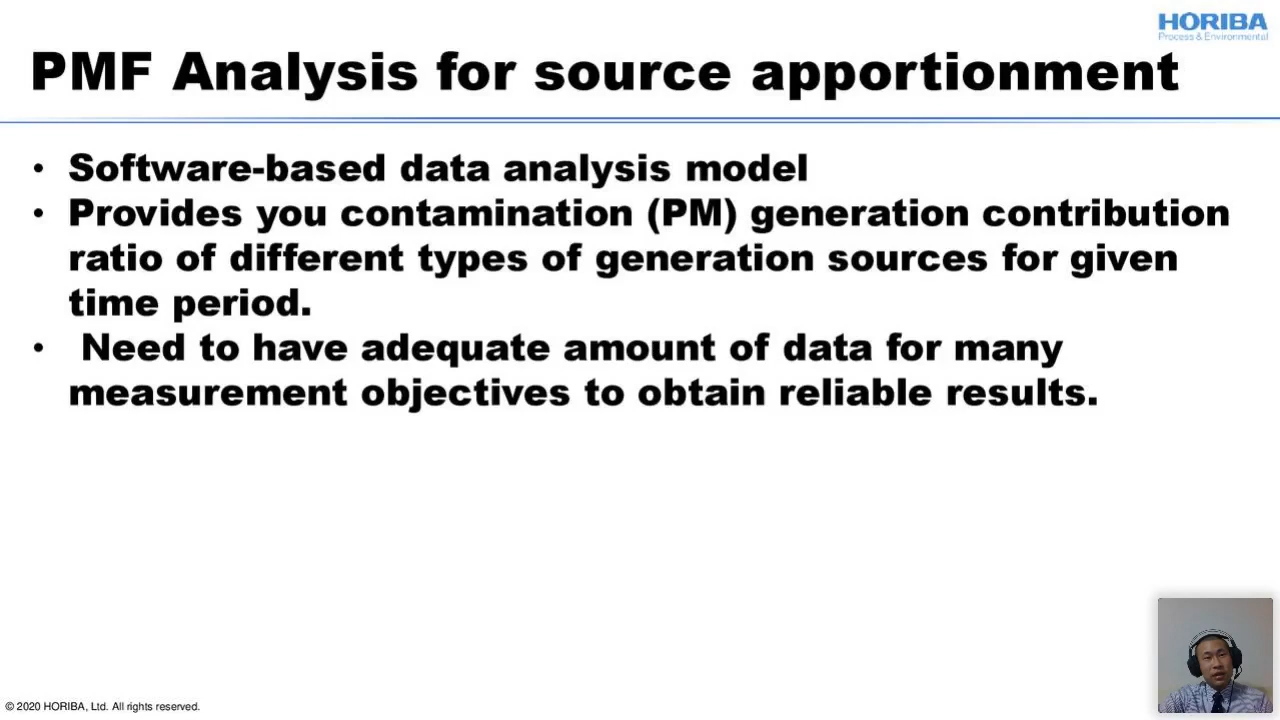 HORIBA
Process & Environmental
PMF Analysis for source apportionment
• Software-based data analysis model
• Provides you contamination (PM) generation contribution
ratio of different types of generation sources for given
time period.
• Need to have adequate amount of data for many
measurement objectives to obtain reliable results.
© 2020 HORIBA, Ltd. All rights reserved.